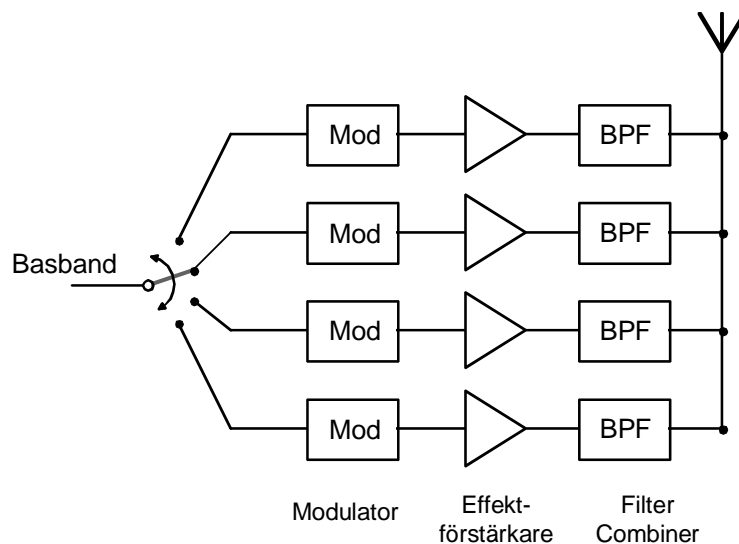 Mod
BPF
Basband
Mod
BPF
Mod
BPF
Mod
BPF
Modulator
Effekt-
förstärkare
Filter
Combiner